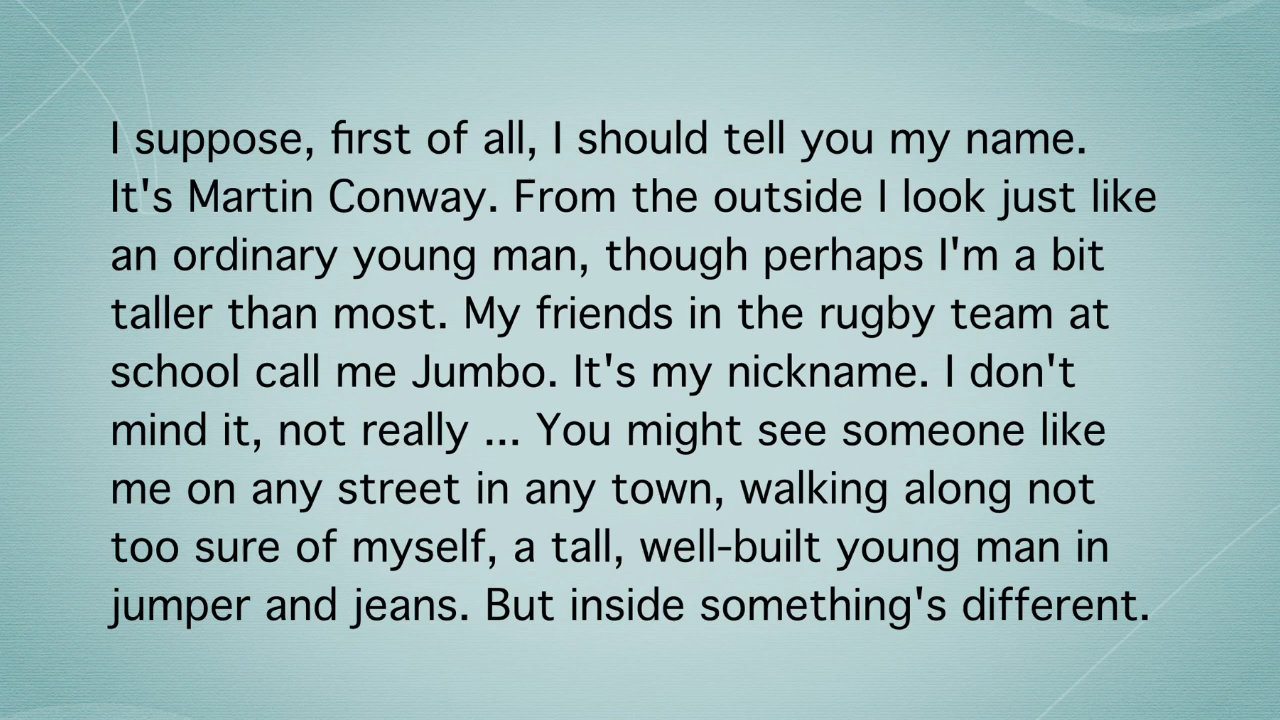 I suppose, first of all, I should tell you my name.
It's Martin Conway. From the outside I look just like
an ordinary young man, though perhaps I'm a bit
taller than most. My friends in the rugby team at
school call me Jumbo. It's my nickname. I don't
mind it, not really ... You might see someone like
me on any street in any town, walking along not
too sure of myself, a tall, well-built young man in
jumper and jeans. But inside something's different.